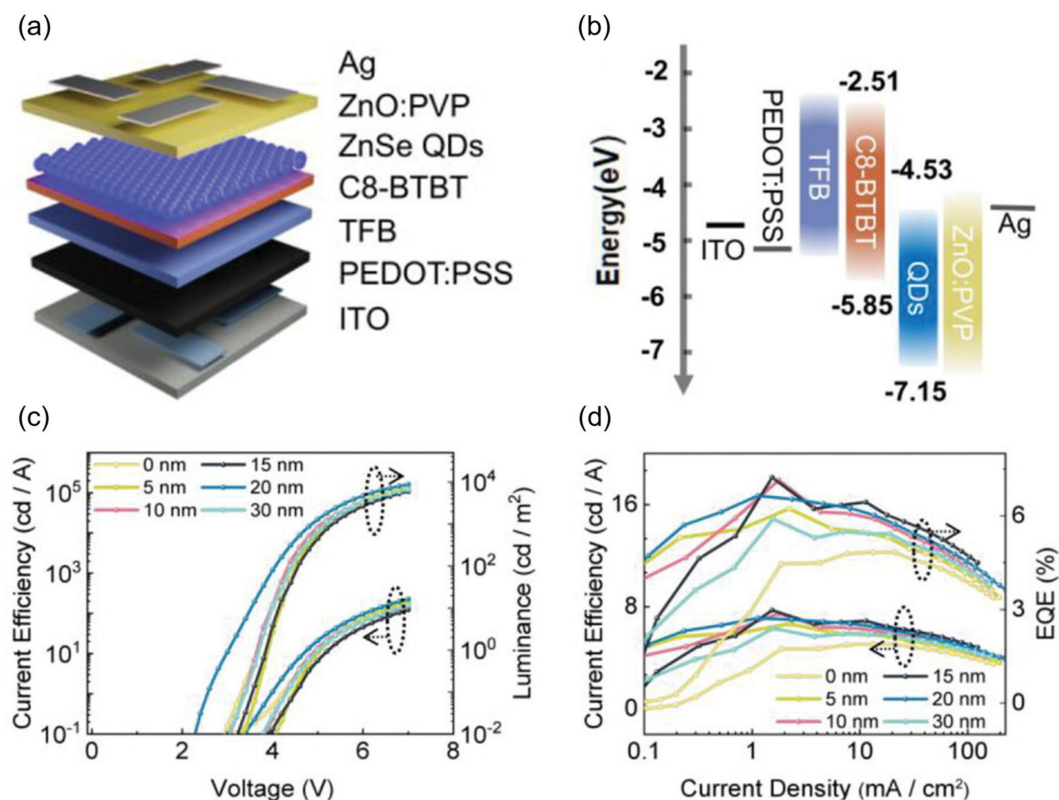 (a)
Ag
ZnO:PVP
ZnSe QDs
C8-BTBT
TFB
PEDOT:PSS
ITO
(b)
Energy(eV)
-2
-3
-4
-5
-6
-7
ITO
PEDOT:PSS
TFB
-2.51
C8-BTBT
-5.85
-4.53
QDs
-7.15
ZnO:PVP
Ag
(c)
Current Efficiency (cd / A)
10⁵
10³
10¹
10⁻¹
0 nm
5 nm
10 nm
15 nm
20 nm
30 nm
10⁴
10²
10⁰
10⁻²
Luminance (cd / m²)
0
2
4
6
8
Voltage (V)
(d)
Current Efficiency (cd / A)
16
8
0
6
3
0
EQE (%)
0 nm
5 nm
10 nm
15 nm
20 nm
30 nm
0.1
1
10
100
Current Density (mA / cm²)